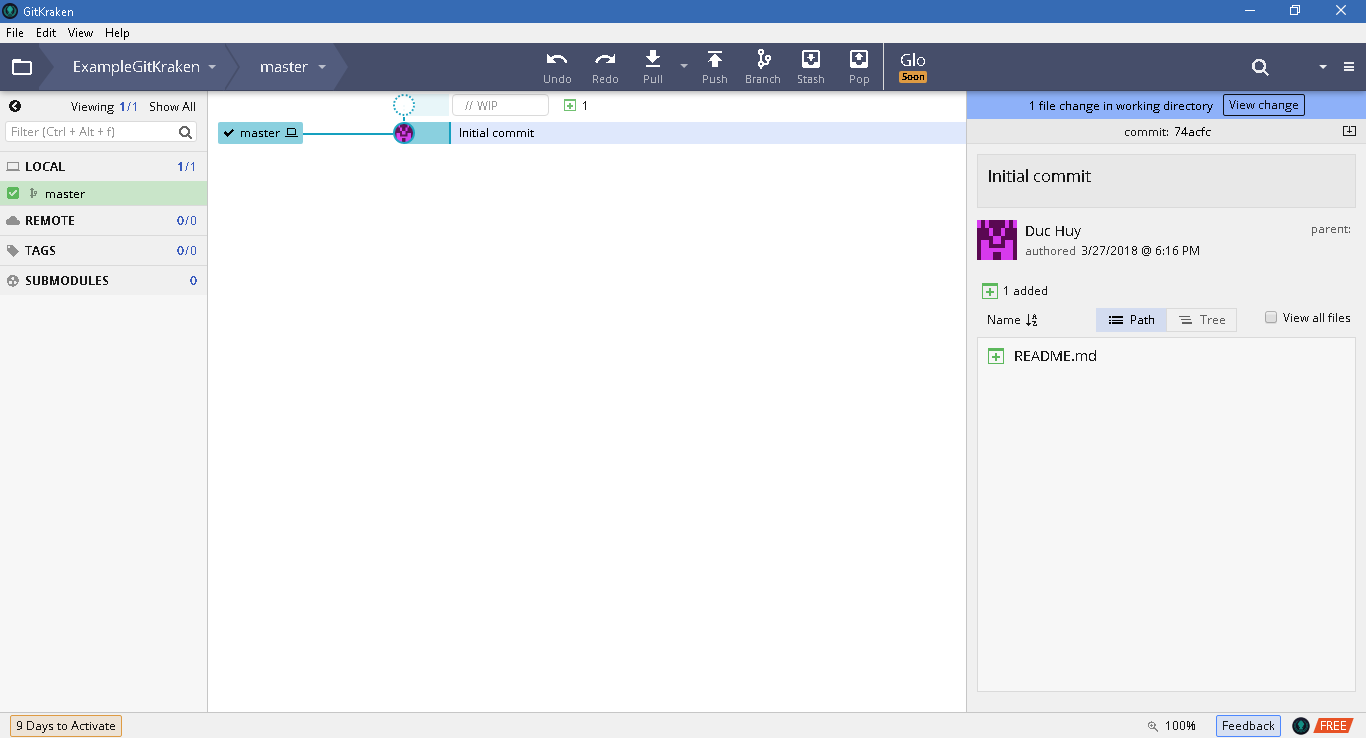 GitKraken
File Edit View Help
ExampleGitKraken master Undo Redo Pull Push Branch Stash Pop Glo Soon
Viewing 1/1 Show All
Filter (Ctrl + Alt + f)
LOCAL 1/1
master
REMOTE 0/0
TAGS 0/0
SUBMODULES 0
// WIP 1
master Initial commit
1 file change in working directory View change
commit: 74acfc
Initial commit
Duc Huy parent:
authored 3/27/2018 @ 6:16 PM
1 added
Name Path Tree View all files
README.md
9 Days to Activate 100% Feedback FREE